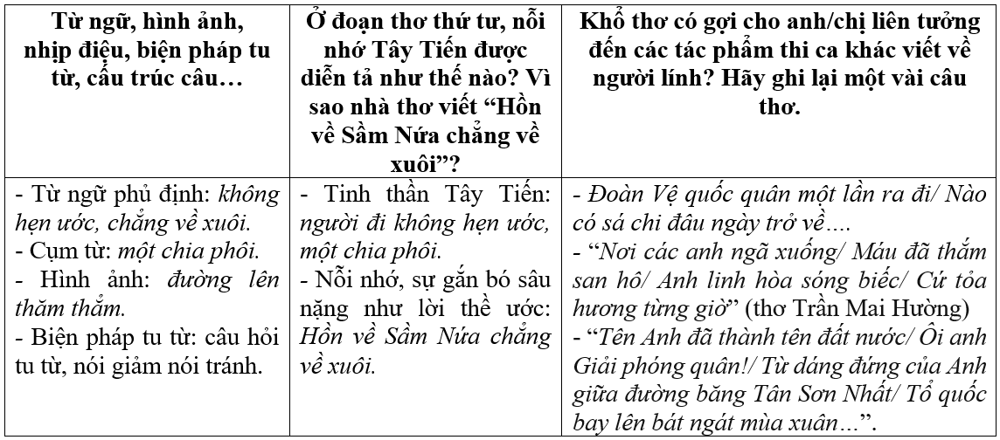 Từ ngữ, hình ảnh,
nhịp điệu, biện pháp tu
từ, cấu trúc câu…
Ở đoạn thơ thứ tư, nỗi
nhớ Tây Tiến được
diễn tả như thế nào? Vì
sao nhà thơ viết “Hồn
về Sầm Nứa chẳng về
xuôi”?
Khổ thơ có gợi cho anh/chị liên tưởng
đến các tác phẩm thi ca khác viết về
người lính? Hãy ghi lại một vài câu
thơ.
- Từ ngữ phủ định: không
hẹn ước, chẳng về xuôi.
- Cụm từ: một chia phôi.
- Hình ảnh: đường lên
thăm thẳm.
- Biện pháp tu từ: câu hỏi
tu từ, nói giảm nói tránh.
- Tinh thần Tây Tiến:
người đi không hẹn ước,
một chia phôi.
- Nỗi nhớ, sự gắn bó sâu
nặng như lời thề ước:
Hồn về Sầm Nứa chẳng
về xuôi.
- Đoàn Vệ quốc quân một lần ra đi/ Nào
có sá chi đâu ngày trở về….
- “Nơi các anh ngã xuống/ Máu đã thắm
san hô/ Anh linh hòa sóng biếc/ Cứ tỏa
hương từng giờ” (thơ Trần Mai Hường)
- “Tên Anh đã thành tên đất nước/ Ôi anh
Giải phóng quân!/ Từ dáng đứng của Anh
giữa đường băng Tân Sơn Nhất/ Tổ quốc
bay lên bát ngát mùa xuân…”.